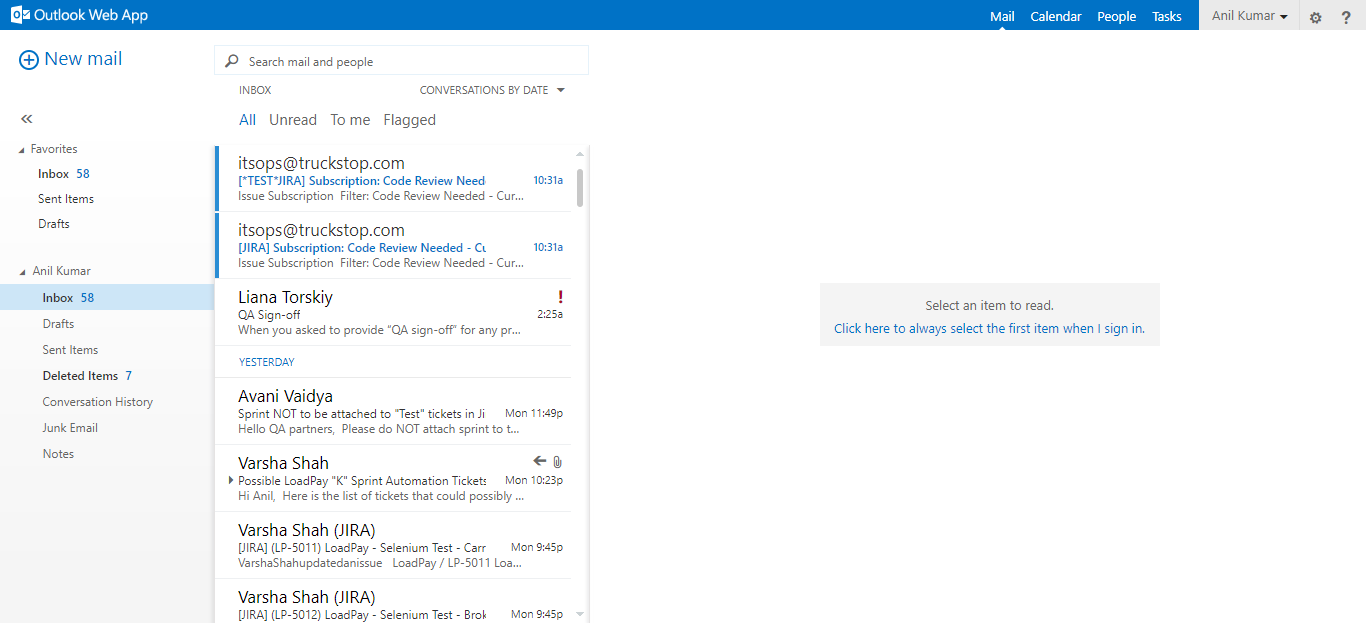 Outlook Web App
Mail Calendar People Tasks Anil Kumar ?
New mail
Search mail and people
INBOX CONVERSATIONS BY DATE
All Unread To me Flagged
Favorites
Inbox 58
Sent Items
Drafts
Anil Kumar
Inbox 58
Drafts
Sent Items
Deleted Items 7
Conversation History
Junk Email
Notes
itsops@truckstop.com
[*TEST*JIRA] Subscription: Code Review Need 10:31a
Issue Subscription Filter: Code Review Needed - Cur...
itsops@truckstop.com
[JIRA] Subscription: Code Review Needed - Cu 10:31a
Issue Subscription Filter: Code Review Needed - Cur...
Liana Torskiy !
QA Sign-off 2:25a
When you asked to provide “QA sign-off” for any pr...
YESTERDAY
Avani Vaidya
Sprint NOT to be attached to "Test" tickets in Ji Mon 11:49p
Hello QA partners, Please do NOT attach sprint to t...
Varsha Shah
Possible LoadPay "K" Sprint Automation Tickets Mon 10:23p
Hi Anil, Here is the list of tickets that could possibly ...
Varsha Shah (JIRA)
[JIRA] (LP-5011) LoadPay - Selenium Test - Carr Mon 9:45p
VarshaShahupdatedanissue LoadPay / LP-5011 Loa...
Varsha Shah (JIRA)
[JIRA] (LP-5012) LoadPay - Selenium Test - Brok Mon 9:45p
Select an item to read.
Click here to always select the first item when I sign in.